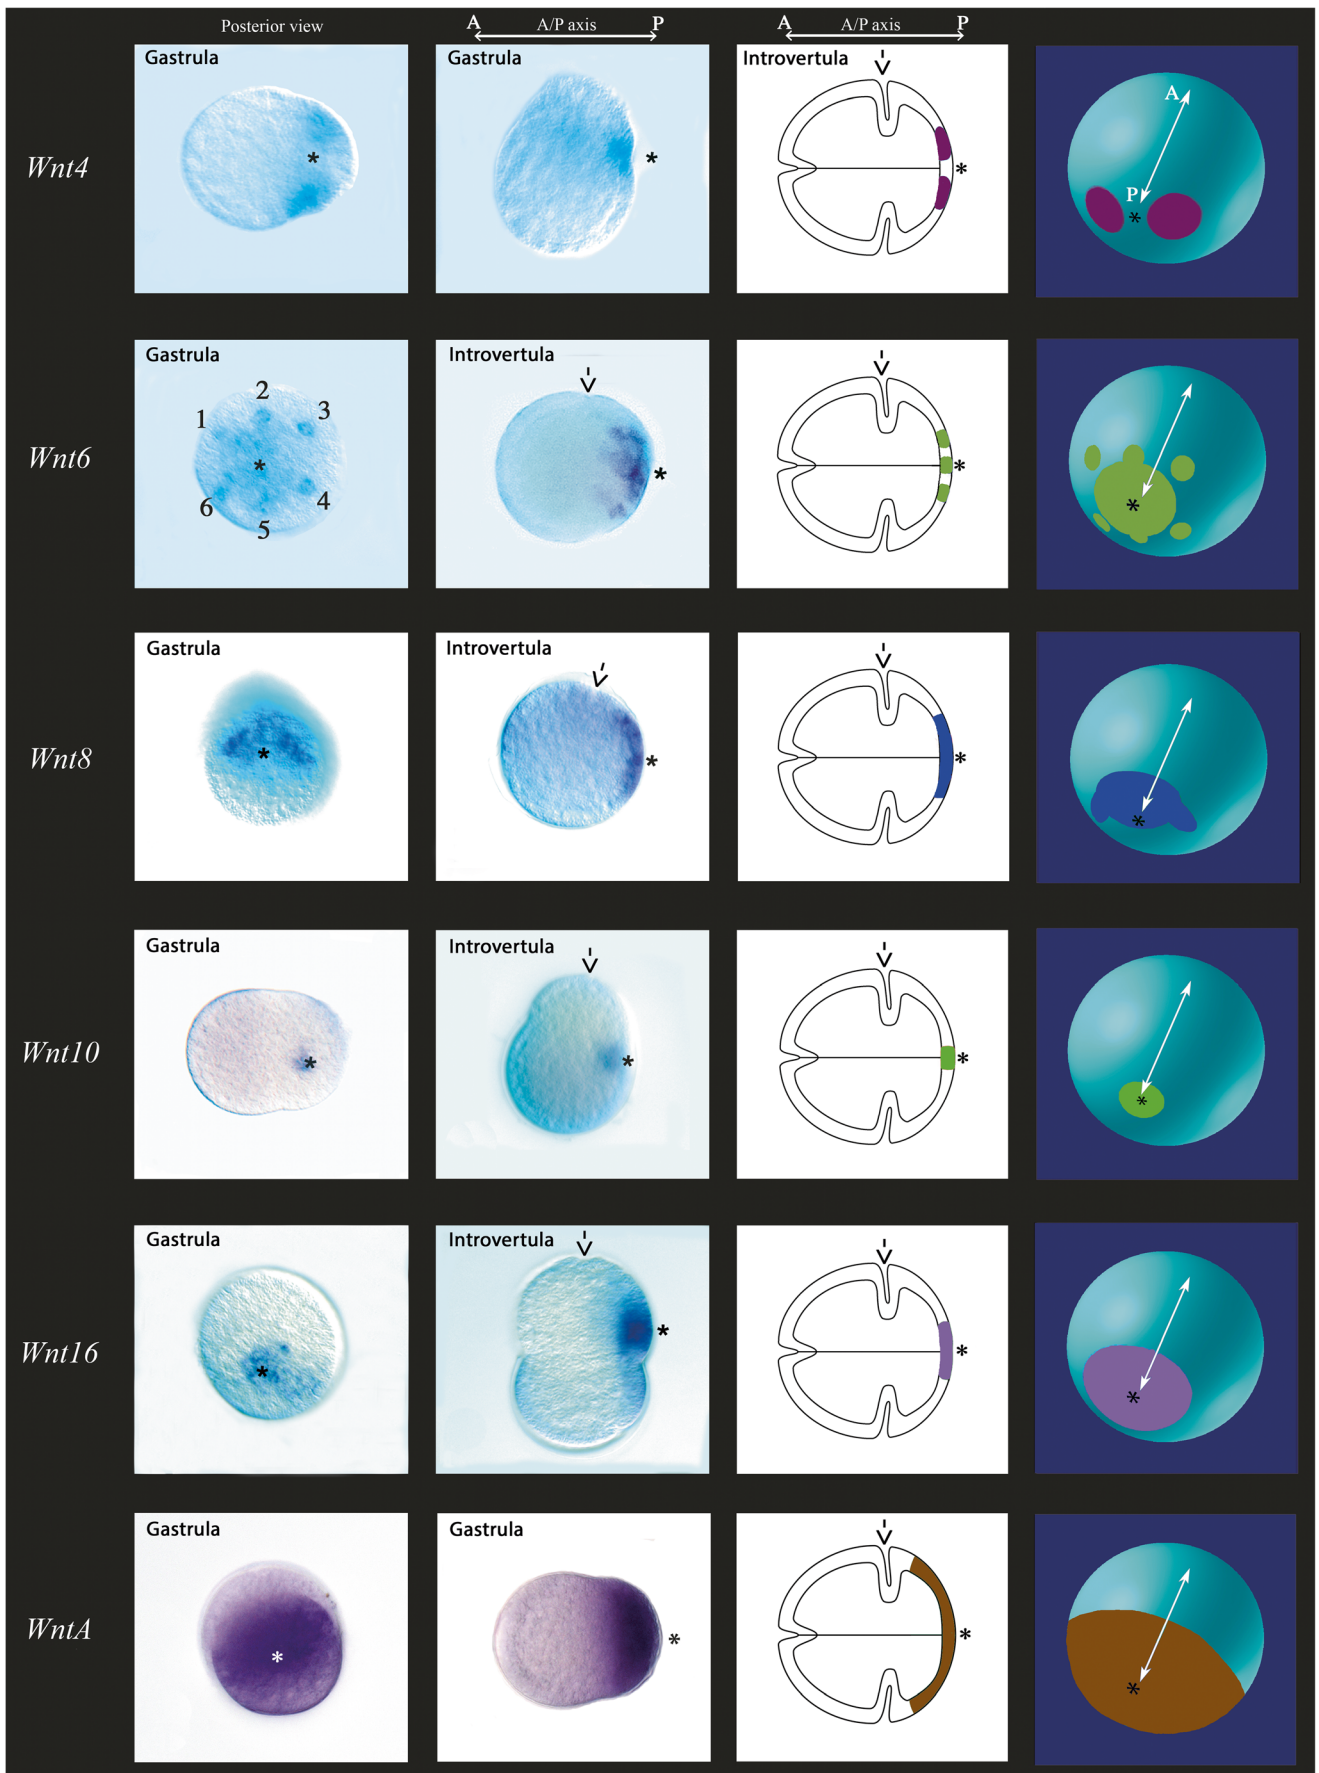 Posterior view
A A/P axis P
A A/P axis P
Wnt4
Gastrula
*
Gastrula
*
Introvertula
*
A
P
*
Wnt6
Gastrula
1
2
3
4
5
6
*
Introvertula
*
*
*
Wnt8
Gastrula
*
Introvertula
*
*
*
Wnt10
Gastrula
*
Introvertula
*
*
*
Wnt16
Gastrula
*
Introvertula
*
*
*
WntA
Gastrula
*
Gastrula
*
*
*